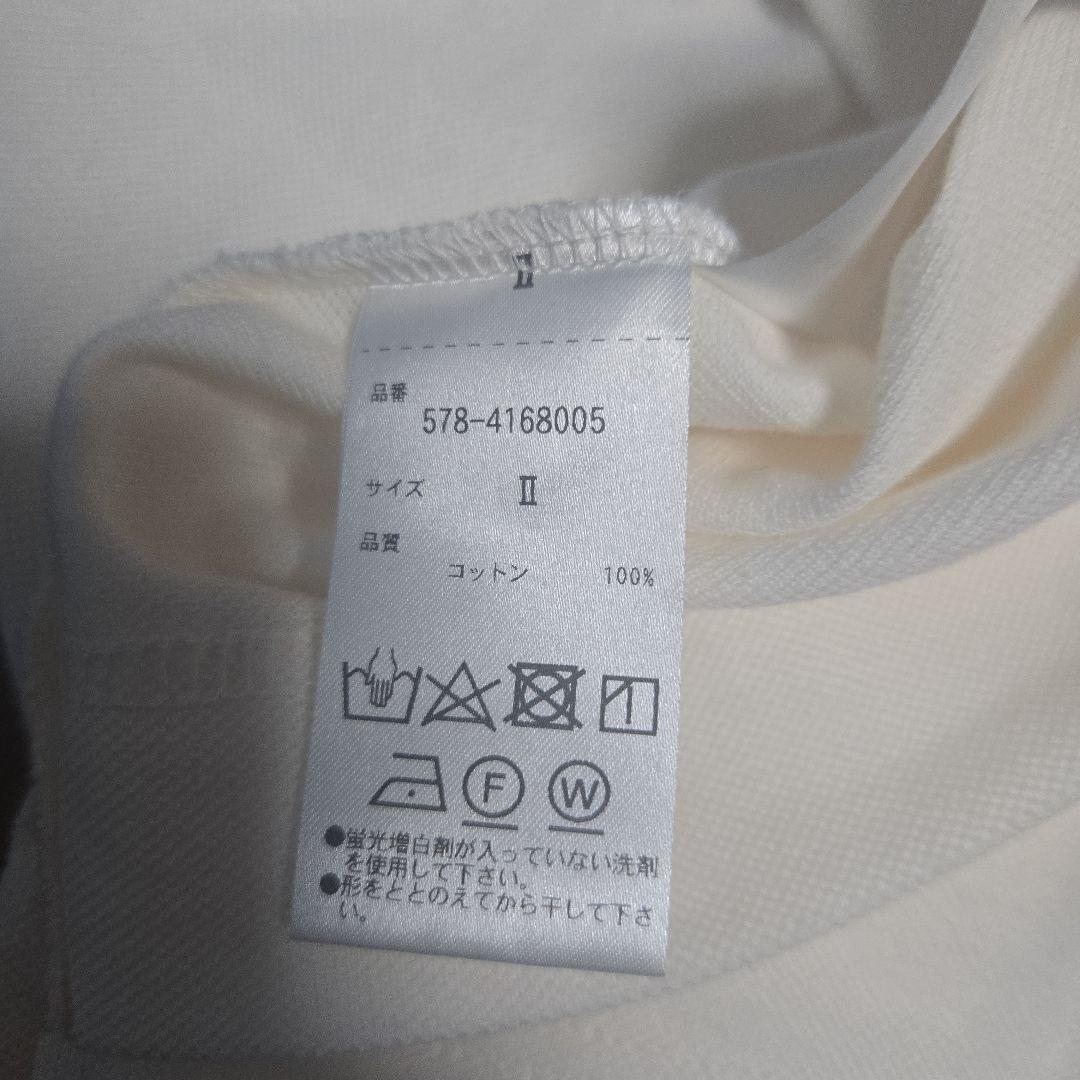 Ⅱ
品番
578-4168005
サイズ Ⅱ
品質
コットン 100%
F W
●蛍光増白剤が入っていない洗剤
を使用して下さい。
●形をととのえてから干して下さ
い。